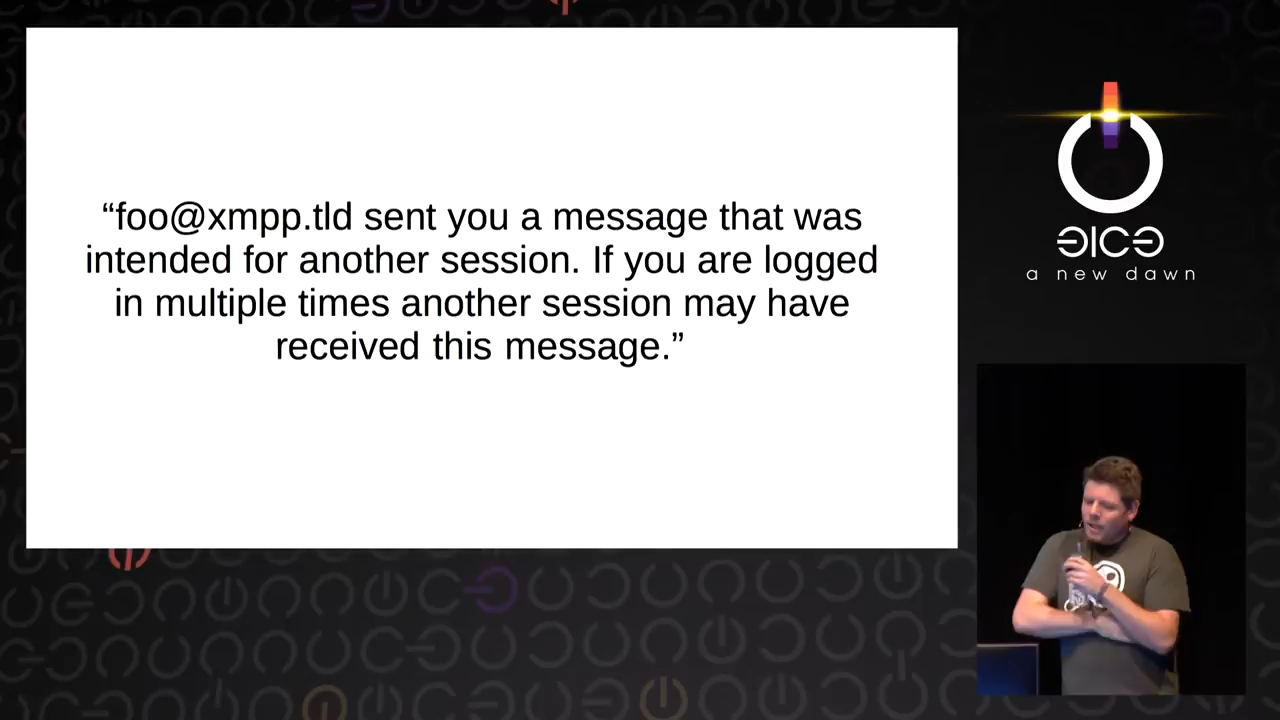 “foo@xmpp.tld sent you a message that was
intended for another session. If you are logged
in multiple times another session may have
received this message.”
ƎICƎ
a new dawn